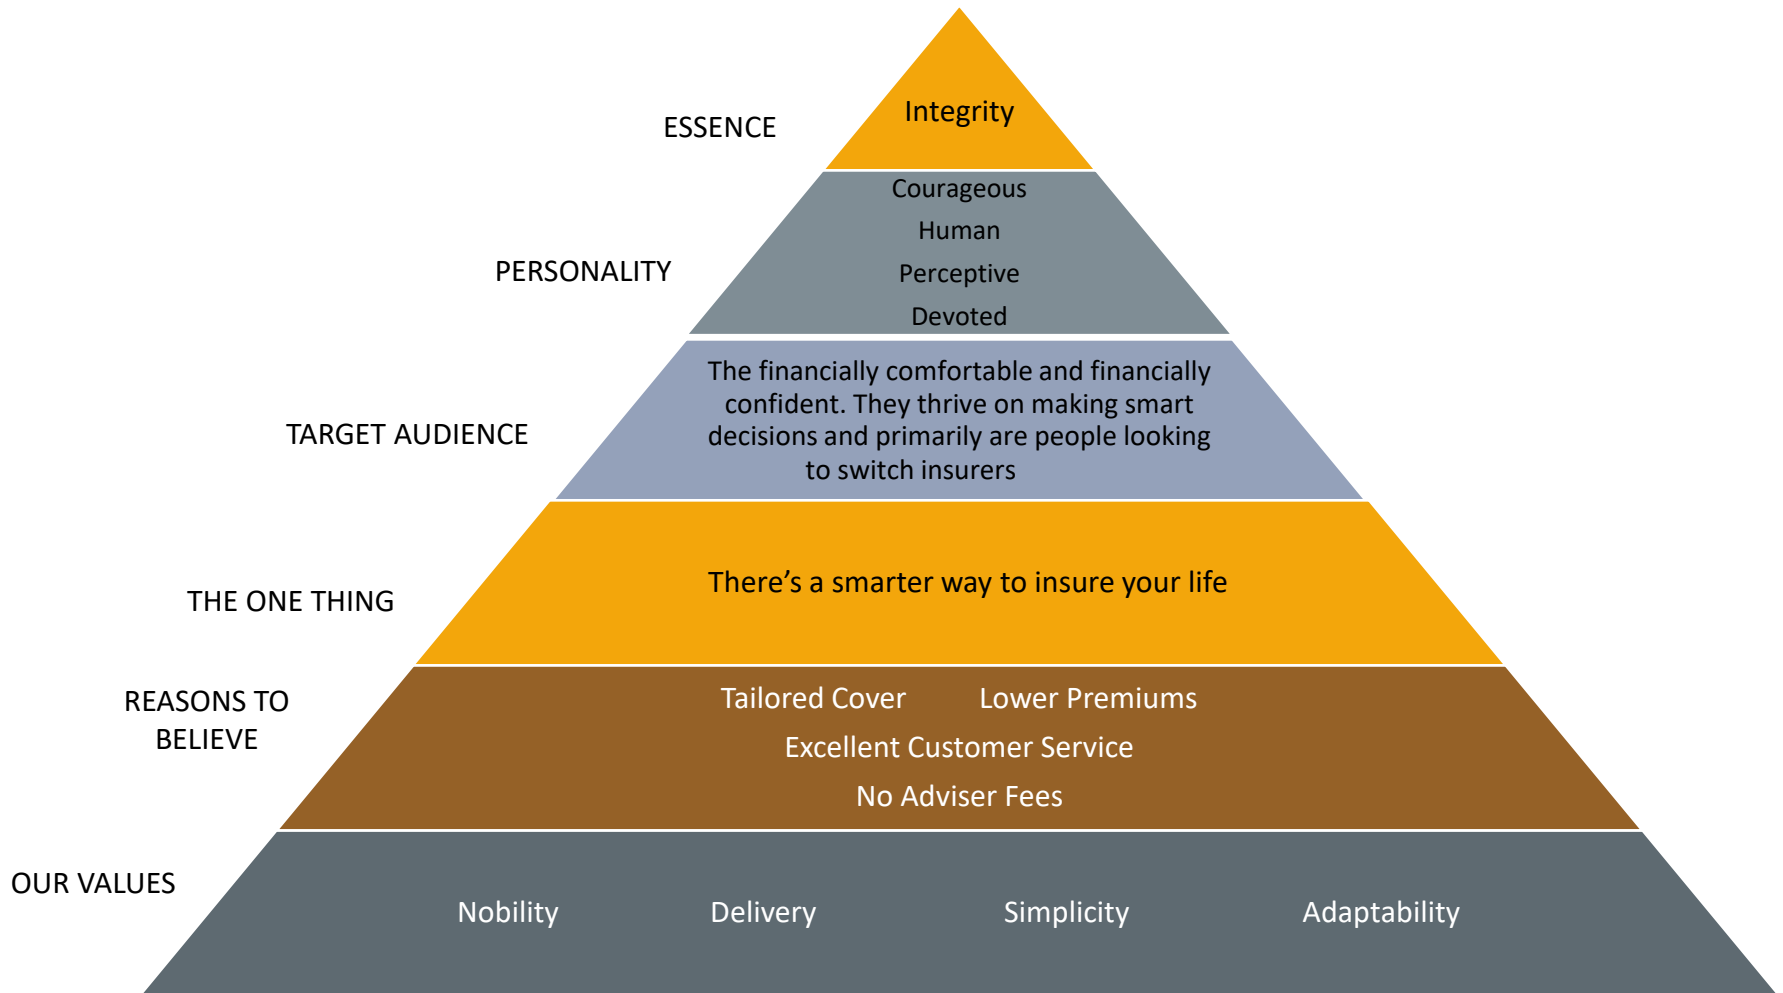 ESSENCE
Integrity
PERSONALITY
Courageous
Human
Perceptive
Devoted
TARGET AUDIENCE
The financially comfortable and financially
confident. They thrive on making smart
decisions and primarily are people looking
to switch insurers
THE ONE THING
There’s a smarter way to insure your life
REASONS TO
BELIEVE
Tailored Cover Lower Premiums
Excellent Customer Service
No Adviser Fees
OUR VALUES
Nobility Delivery Simplicity Adaptability